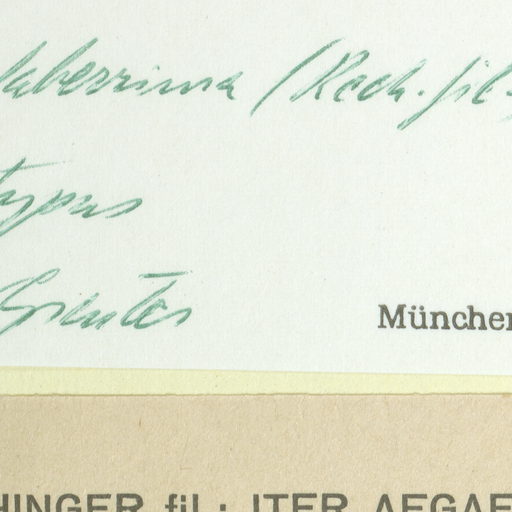 laberrima (Rech. fil.
typus
München
HINGER fil.: ITER AEGAE